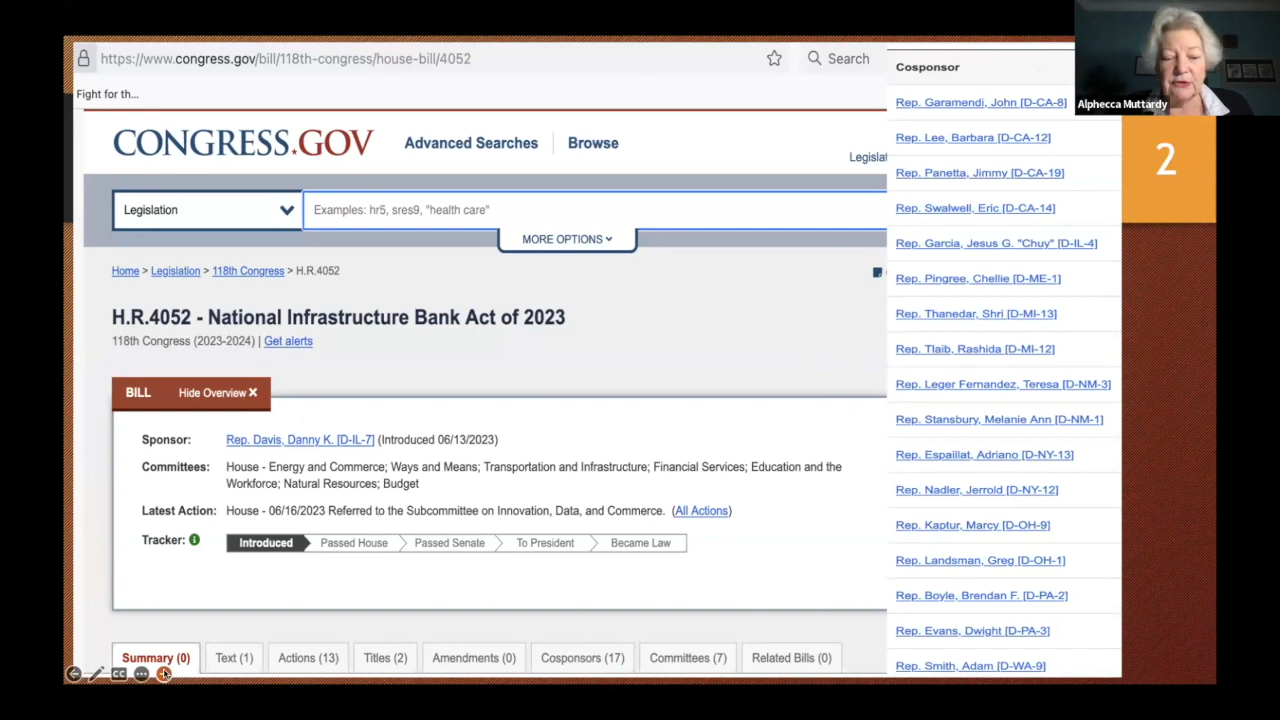 https://www.congress.gov/bill/118th-congress/house-bill/4052
Search
Fight for th...
CONGRESS.GOV
Advanced Searches
Browse
Legislat
Legislation
Examples: hr5, sres9, "health care"
MORE OPTIONS
Home > Legislation > 118th Congress > H.R.4052
H.R.4052 - National Infrastructure Bank Act of 2023
118th Congress (2023-2024) | Get alerts
BILL
Hide Overview
Sponsor: Rep. Davis, Danny K. [D-IL-7] (Introduced 06/13/2023)
Committees: House - Energy and Commerce; Ways and Means; Transportation and Infrastructure; Financial Services; Education and the
Workforce; Natural Resources; Budget
Latest Action: House - 06/16/2023 Referred to the Subcommittee on Innovation, Data, and Commerce. (All Actions)
Tracker:
Introduced
Passed House
Passed Senate
To President
Became Law
Summary (0)
Text (1)
Actions (13)
Titles (2)
Amendments (0)
Cosponsors (17)
Committees (7)
Related Bills (0)
CC
Cosponsor
Rep. Garamendi, John [D-CA-8]
Rep. Lee, Barbara [D-CA-12]
Rep. Panetta, Jimmy [D-CA-19]
Rep. Swalwell, Eric [D-CA-14]
Rep. Garcia, Jesus G. "Chuy" [D-IL-4]
Rep. Pingree, Chellie [D-ME-1]
Rep. Thanedar, Shri [D-MI-13]
Rep. Tlaib, Rashida [D-MI-12]
Rep. Leger Fernandez, Teresa [D-NM-3]
Rep. Stansbury, Melanie Ann [D-NM-1]
Rep. Espaillat, Adriano [D-NY-13]
Rep. Nadler, Jerrold [D-NY-12]
Rep. Kaptur, Marcy [D-OH-9]
Rep. Landsman, Greg [D-OH-1]
Rep. Boyle, Brendan F. [D-PA-2]
Rep. Evans, Dwight [D-PA-3]
Rep. Smith, Adam [D-WA-9]
Alphecca Muttardy
2